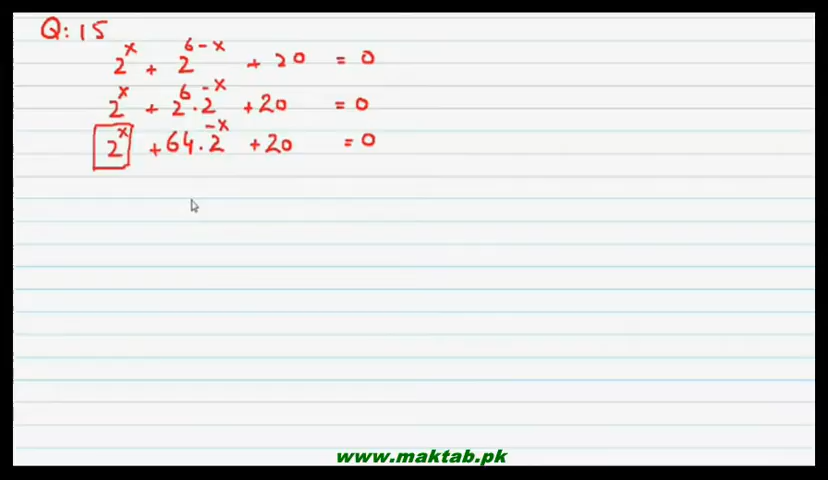 Q: 15
2^x + 2^(6-x) + 20 = 0
2^x + 2^6 · 2^-x + 20 = 0
2^x + 64 · 2^-x + 20 = 0
www.maktab.pk